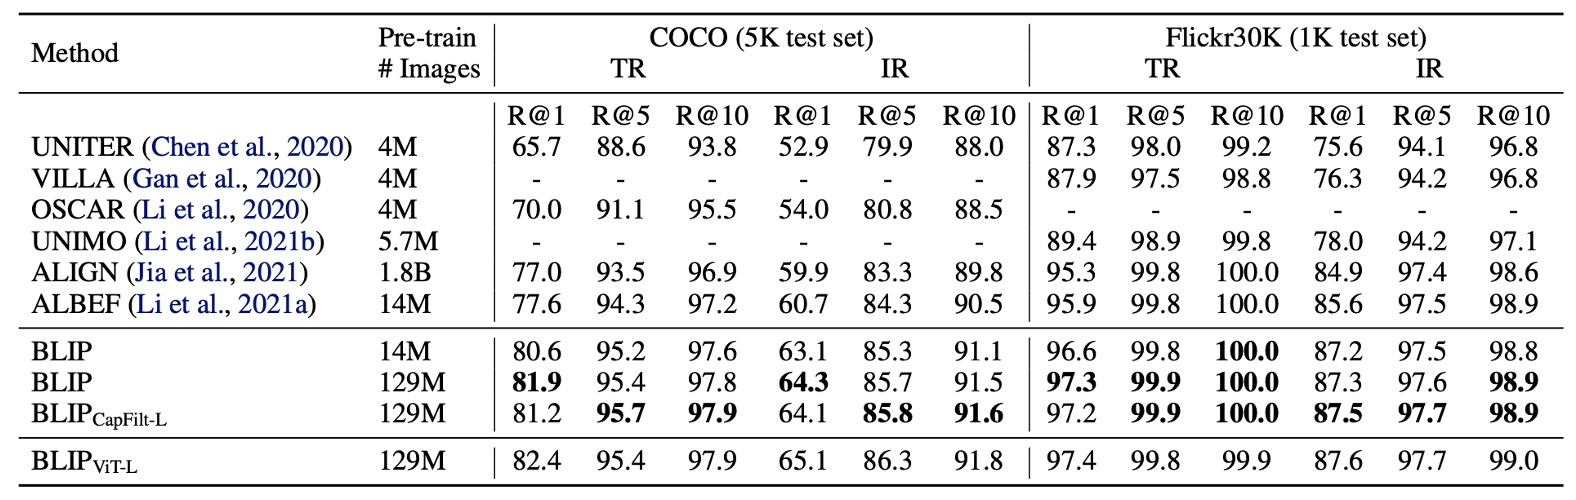 Method Pre-train # Images COCO (5K test set) Flickr30K (1K test set)
TR IR TR IR
R@1 R@5 R@10 R@1 R@5 R@10 R@1 R@5 R@10 R@1 R@5 R@10
UNITER (Chen et al., 2020) 4M 65.7 88.6 93.8 52.9 79.9 88.0 87.3 98.0 99.2 75.6 94.1 96.8
VILLA (Gan et al., 2020) 4M - - - - - - 87.9 97.5 98.8 76.3 94.2 96.8
OSCAR (Li et al., 2020) 4M 70.0 91.1 95.5 54.0 80.8 88.5 - - - - - -
UNIMO (Li et al., 2021b) 5.7M - - - - - - 89.4 98.9 99.8 78.0 94.2 97.1
ALIGN (Jia et al., 2021) 1.8B 77.0 93.5 96.9 59.9 83.3 89.8 95.3 99.8 100.0 84.9 97.4 98.6
ALBEF (Li et al., 2021a) 14M 77.6 94.3 97.2 60.7 84.3 90.5 95.9 99.8 100.0 85.6 97.5 98.9
BLIP 14M 80.6 95.2 97.6 63.1 85.3 91.1 96.6 99.8 100.0 87.2 97.5 98.8
BLIP 129M 81.9 95.4 97.8 64.3 85.7 91.5 97.3 99.9 100.0 87.3 97.6 98.9
BLIP CapFilt-L 129M 81.2 95.7 97.9 64.1 85.8 91.6 97.2 99.9 100.0 87.5 97.7 98.9
BLIP ViT-L 129M 82.4 95.4 97.9 65.1 86.3 91.8 97.4 99.8 99.9 87.6 97.7 99.0